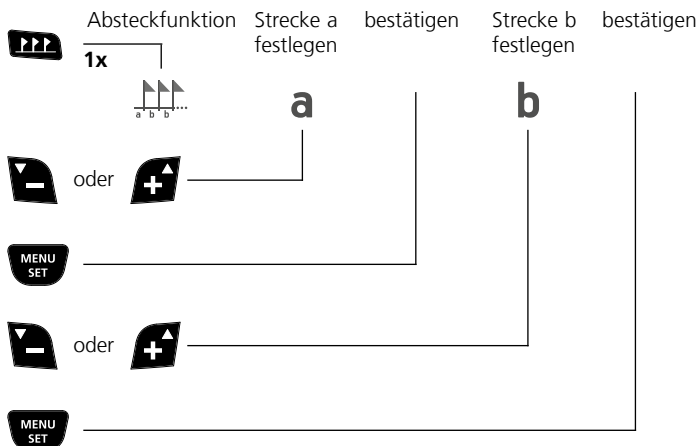 Absteckfunktion Strecke a bestätigen Strecke b bestätigen
festlegen festlegen
1x
a b b ...
a b
- oder +
MENU
SET
- oder +
MENU
SET